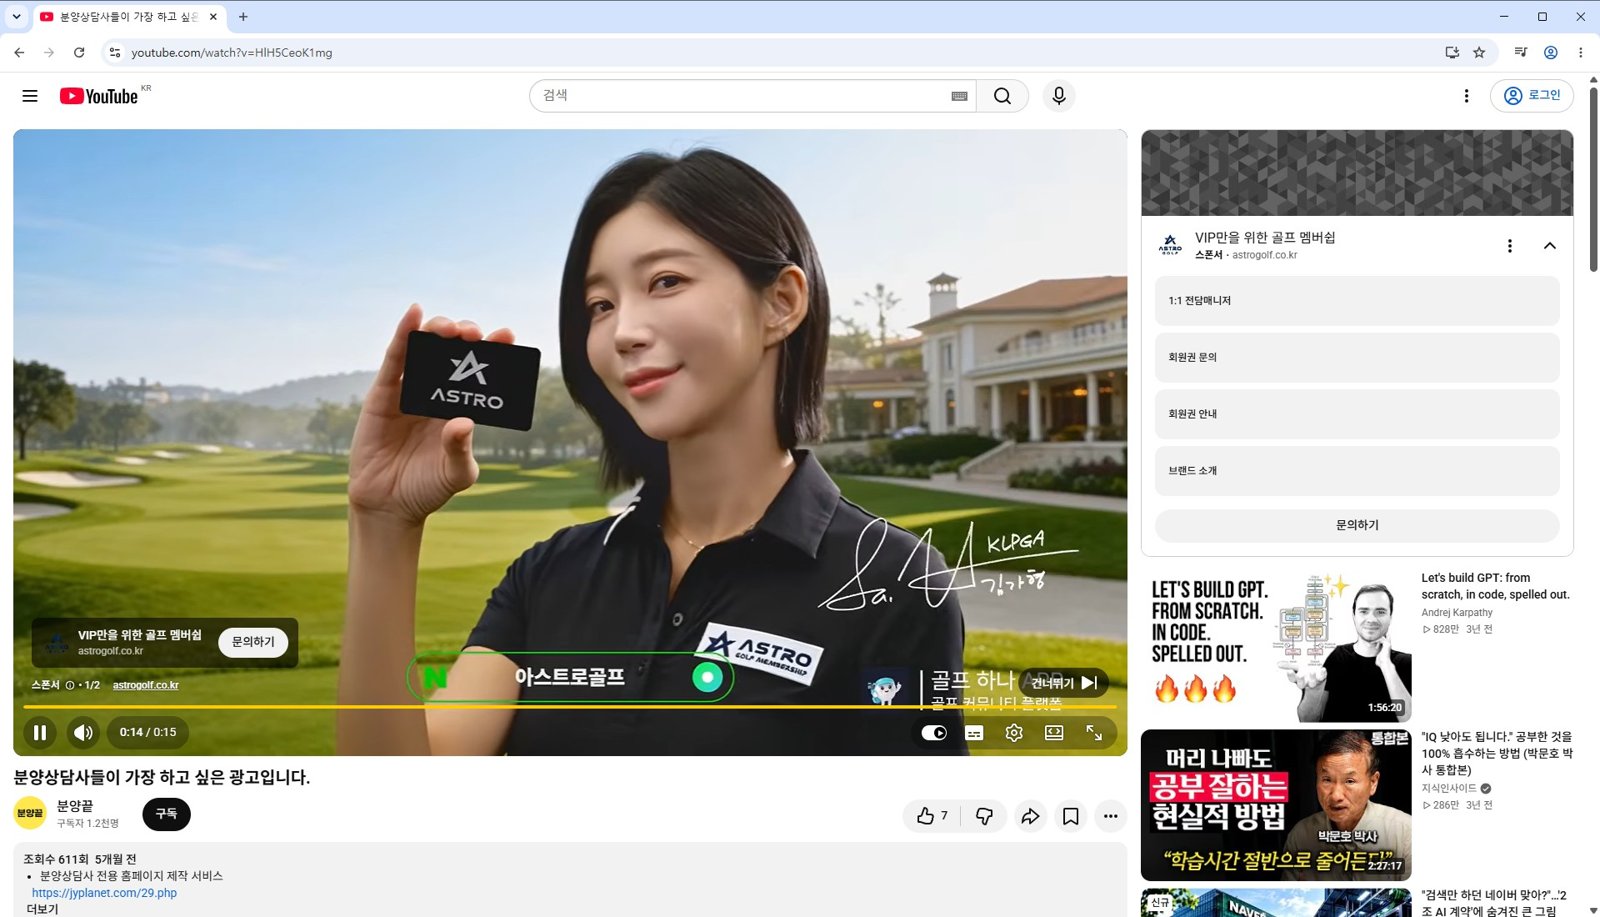 분양상담사들이 가장 하고 싶은
youtube.com/watch?v=HlH5CeoK1mg
YouTube KR
검색
로그인
ASTRO
KLPGA
김가형
ASTRO
GOLF MEMBERSHIP
VIP만을 위한 골프 멤버쉽
astrogolf.co.kr
문의하기
스폰서 · 1/2 astrogolf.co.kr
N 아스트로골프
골프 하나 APP
골프 커뮤니티 플랫폼
건너뛰기
0:14 / 0:15
분양상담사들이 가장 하고 싶은 광고입니다.
분양끝
분양끝
구독자 1.2천명
구독
7
조회수 611회 5개월 전
• 분양상담사 전용 홈페이지 제작 서비스
https://jyplanet.com/29.php
더보기
ASTRO
GOLF
VIP만을 위한 골프 멤버쉽
스폰서 · astrogolf.co.kr
1:1 전담매니저
회원권 문의
회원권 안내
브랜드 소개
문의하기
LET'S BUILD GPT.
FROM SCRATCH.
IN CODE.
SPELLED OUT.
1:56:20
Let's build GPT: from
scratch, in code, spelled out.
Andrej Karpathy
828만 3년 전
통합본
머리 나빠도
공부 잘하는
현실적 방법
박문호 박사
"학습시간 절반으로 줄어든다"
2:27:17
"IQ 낮아도 됩니다." 공부한 것을
100% 흡수하는 방법 (박문호 박
사 통합본)
지식인사이드
286만 3년 전
신규
NAVER
"검색만 하던 네이버 맞아?"...'2
조 AI 계약'에 숨겨진 큰 그림